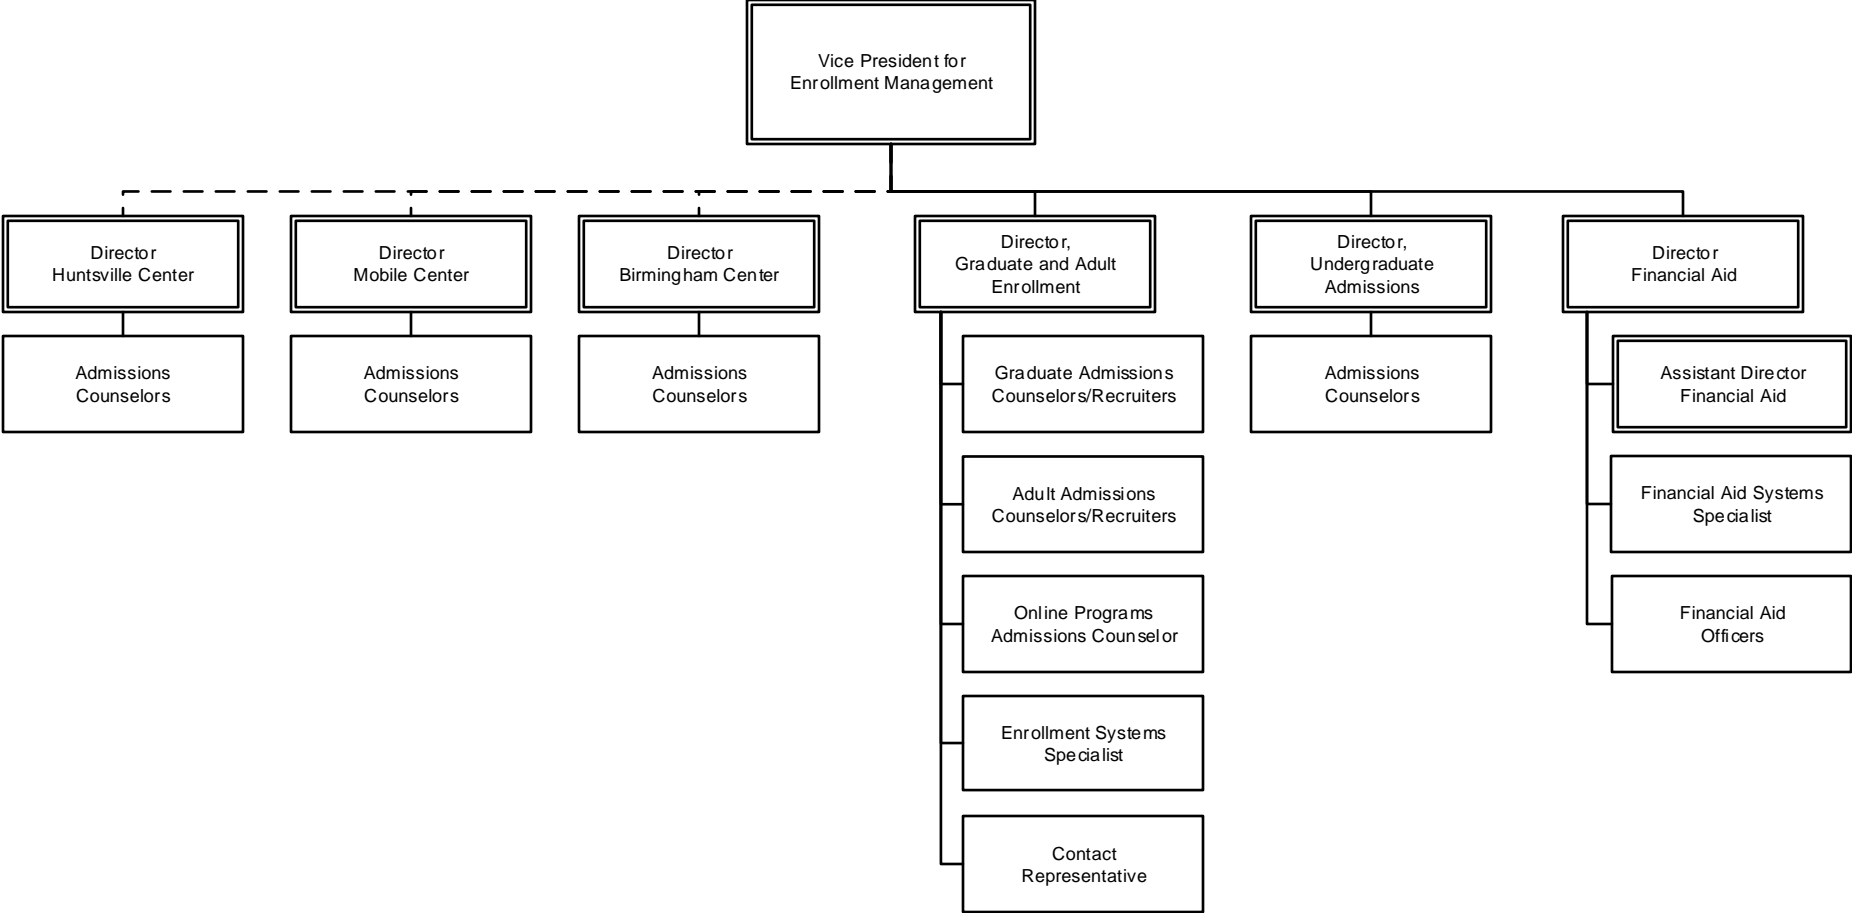 Vice President for
Enrollment Management
Director
Huntsville Center
Director
Mobile Center
Director
Birmingham Center
Director,
Graduate and Adult
Enrollment
Director,
Undergraduate
Admissions
Director
Financial Aid
Admissions
Counselors
Admissions
Counselors
Admissions
Counselors
Graduate Admissions
Counselors/Recruiters
Admissions
Counselors
Assistant Director
Financial Aid
Adult Admissions
Counselors/Recruiters
Financial Aid Systems
Specialist
Online Programs
Admissions Counselor
Financial Aid
Officers
Enrollment Systems
Specialist
Contact
Representative